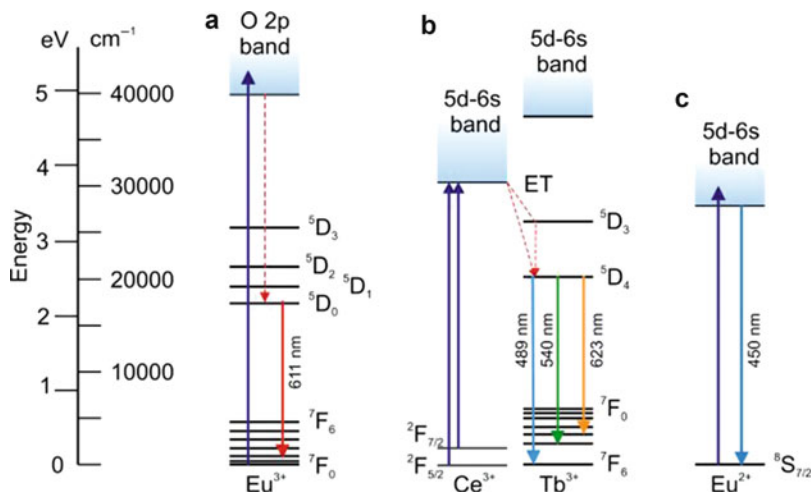 eV cm⁻¹
5
4
3
2
1
0
40000
30000
20000
10000
Energy
a
O 2p
band
⁵D₃
⁵D₂
⁵D₁
⁵D₀
611 nm
⁷F₆
⁷F₀
Eu³⁺
b
5d-6s
band
5d-6s
band
ET
⁵D₃
⁵D₄
489 nm
540 nm
623 nm
⁷F₀
⁷F₆
²F₇/₂
²F₅/₂
Ce³⁺
Tb³⁺
c
5d-6s
band
450 nm
⁸S₇/₂
Eu²⁺